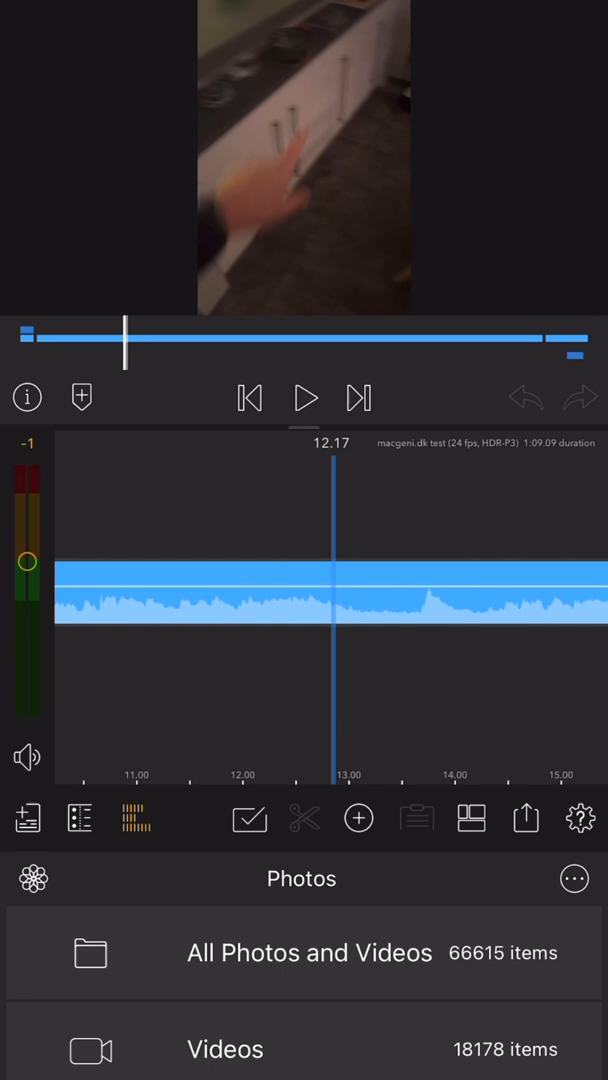 -1
12.17
macgeni.dk test (24 fps, HDR-P3) 1:09.09 duration
11.00 12.00 13.00 14.00 15.00
Photos
All Photos and Videos 66615 items
Videos 18178 items